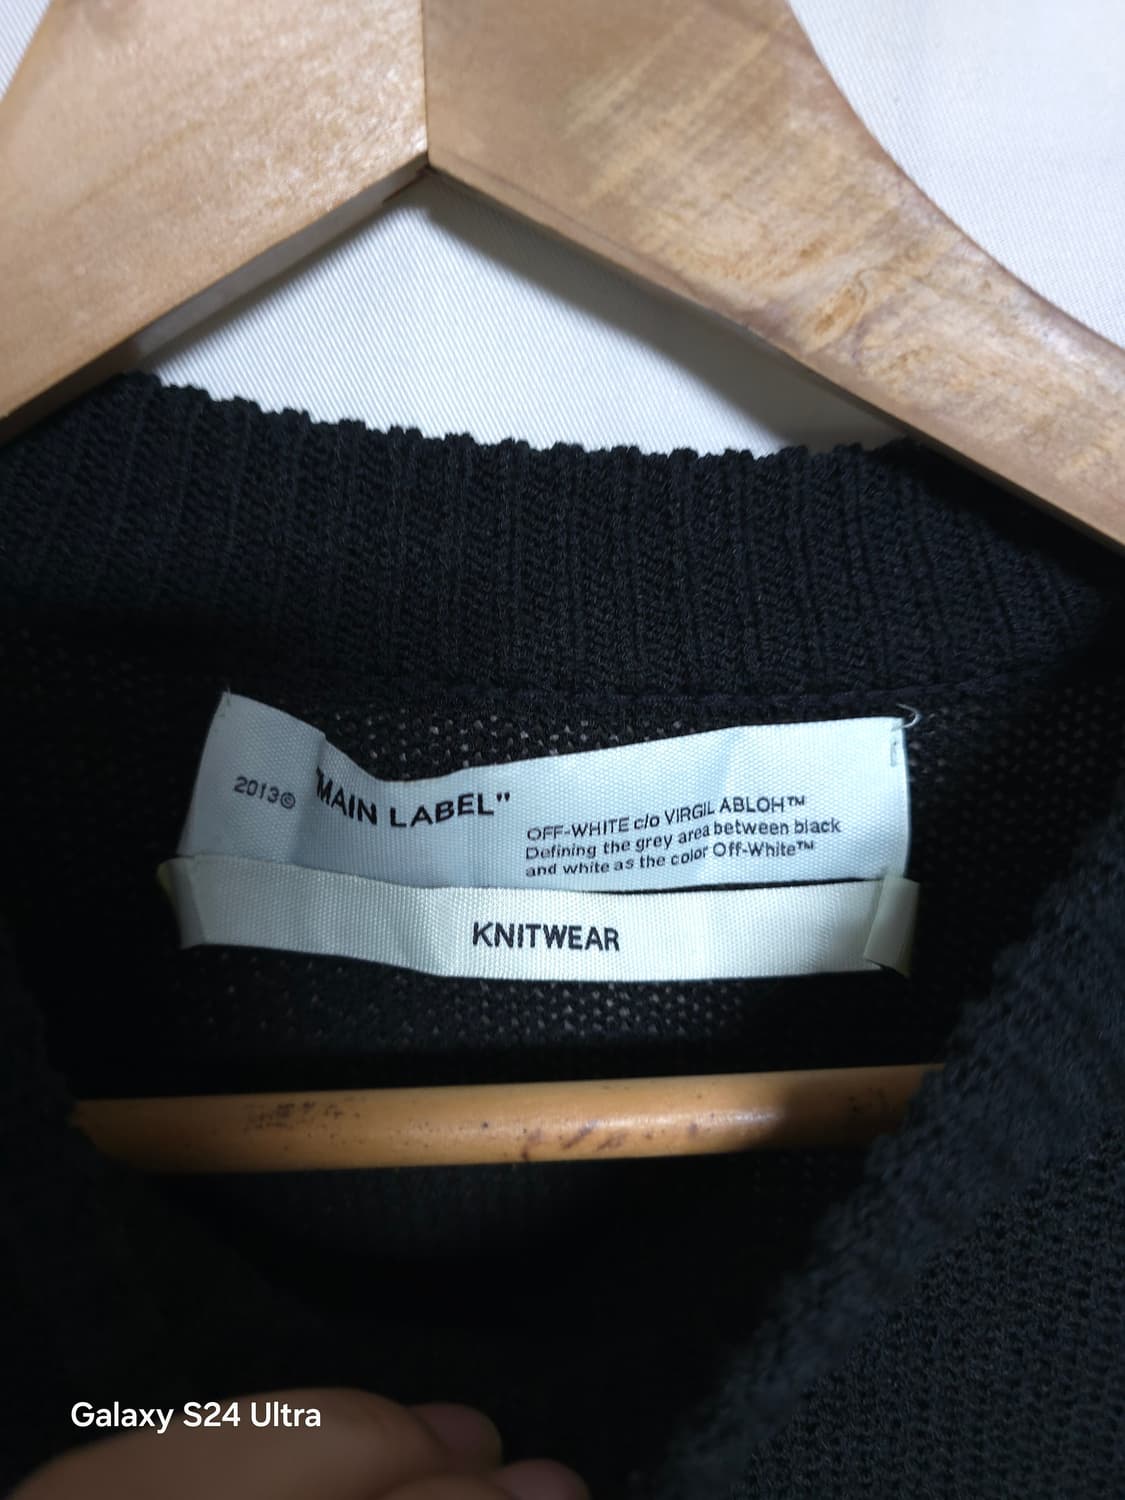 2013© "MAIN LABEL"
OFF-WHITE c/o VIRGIL ABLOH™
Defining the grey area between black
and white as the color Off-White™
KNITWEAR
Galaxy S24 Ultra